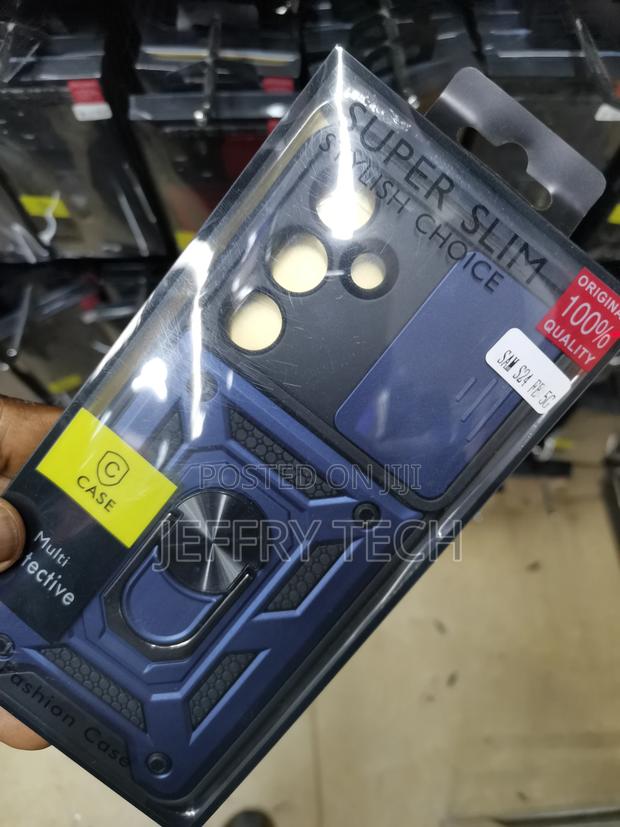 SUPER SLIM
STYLISH CHOICE
ORIGINA
100%
QUALITY
SAM S24 FE 5G
C
CASE
POSTED ON JIJI
JEFFRY TECH
Multi
tective
Fashion Case